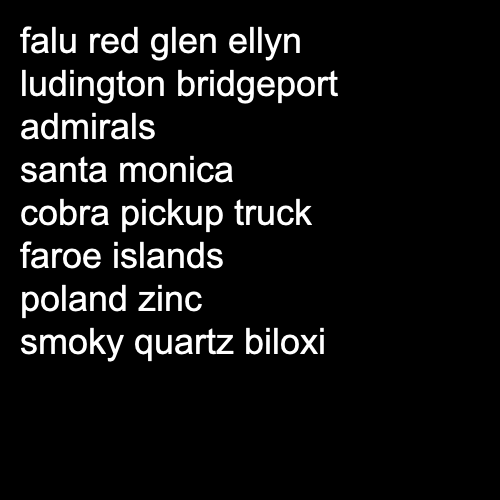 falu red glen ellyn
ludington bridgeport
admirals
santa monica
cobra pickup truck
faroe islands
poland zinc
smoky quartz biloxi